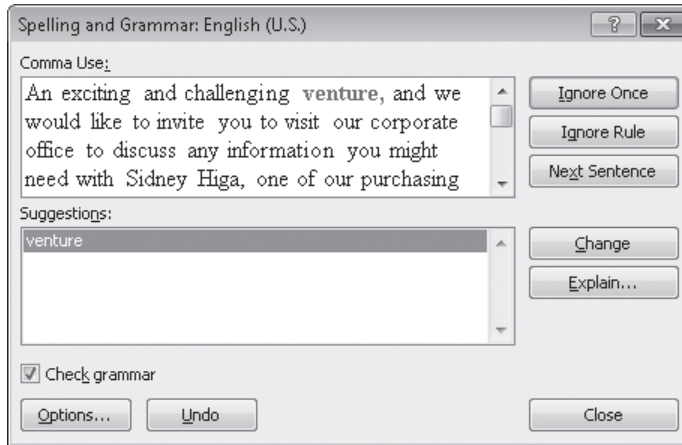 Spelling and Grammar: English (U.S.)
Comma Use:
An exciting and challenging venture, and we
would like to invite you to visit our corporate
office to discuss any information you might
need with Sidney Higa, one of our purchasing
Ignore Once
Ignore Rule
Next Sentence
Suggestions:
venture
Change
Explain...
Check grammar
Options...
Undo
Close